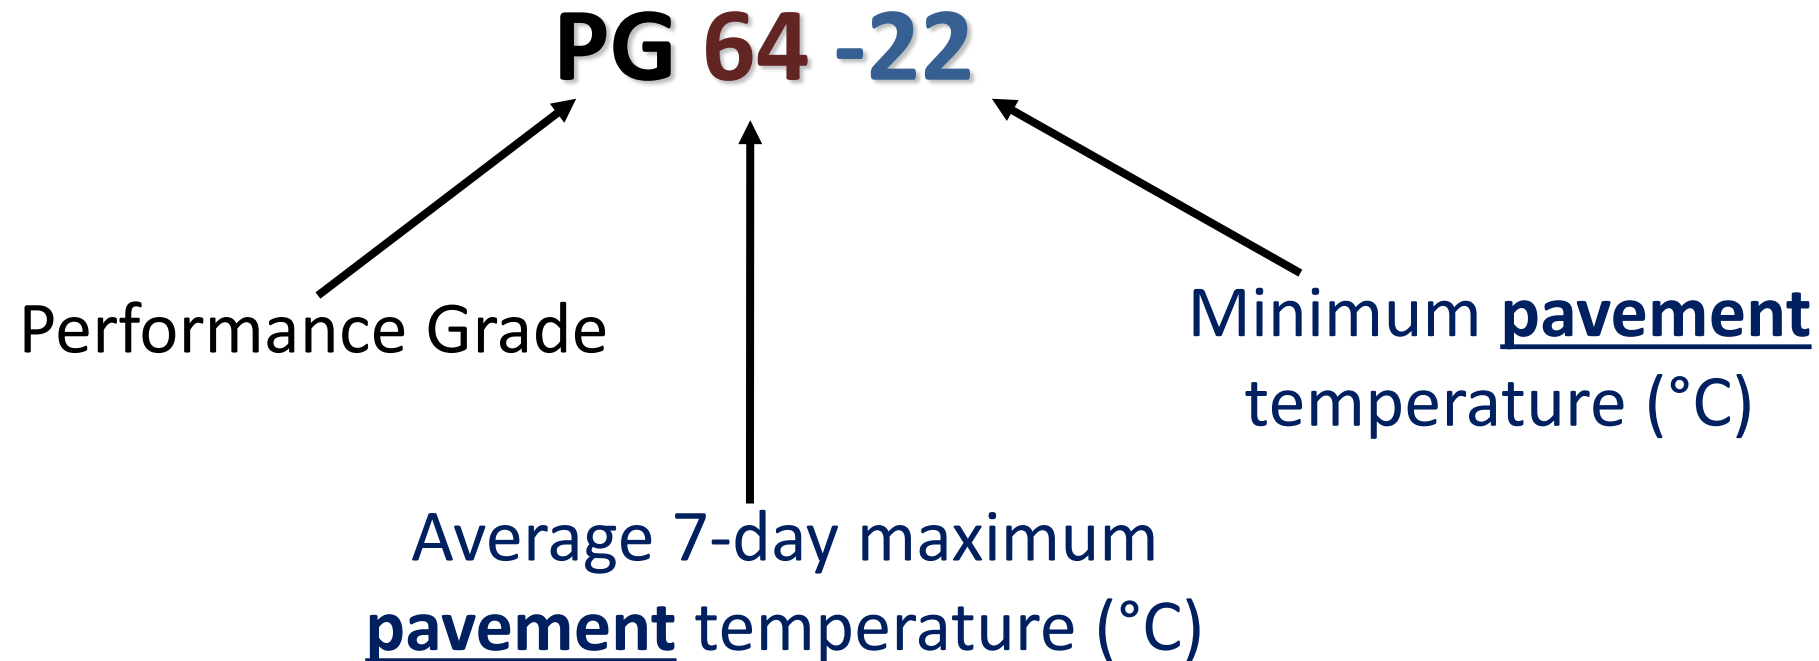 PG 64 -22
Performance Grade
Minimum pavement
temperature (°C)
Average 7-day maximum
pavement temperature (°C)